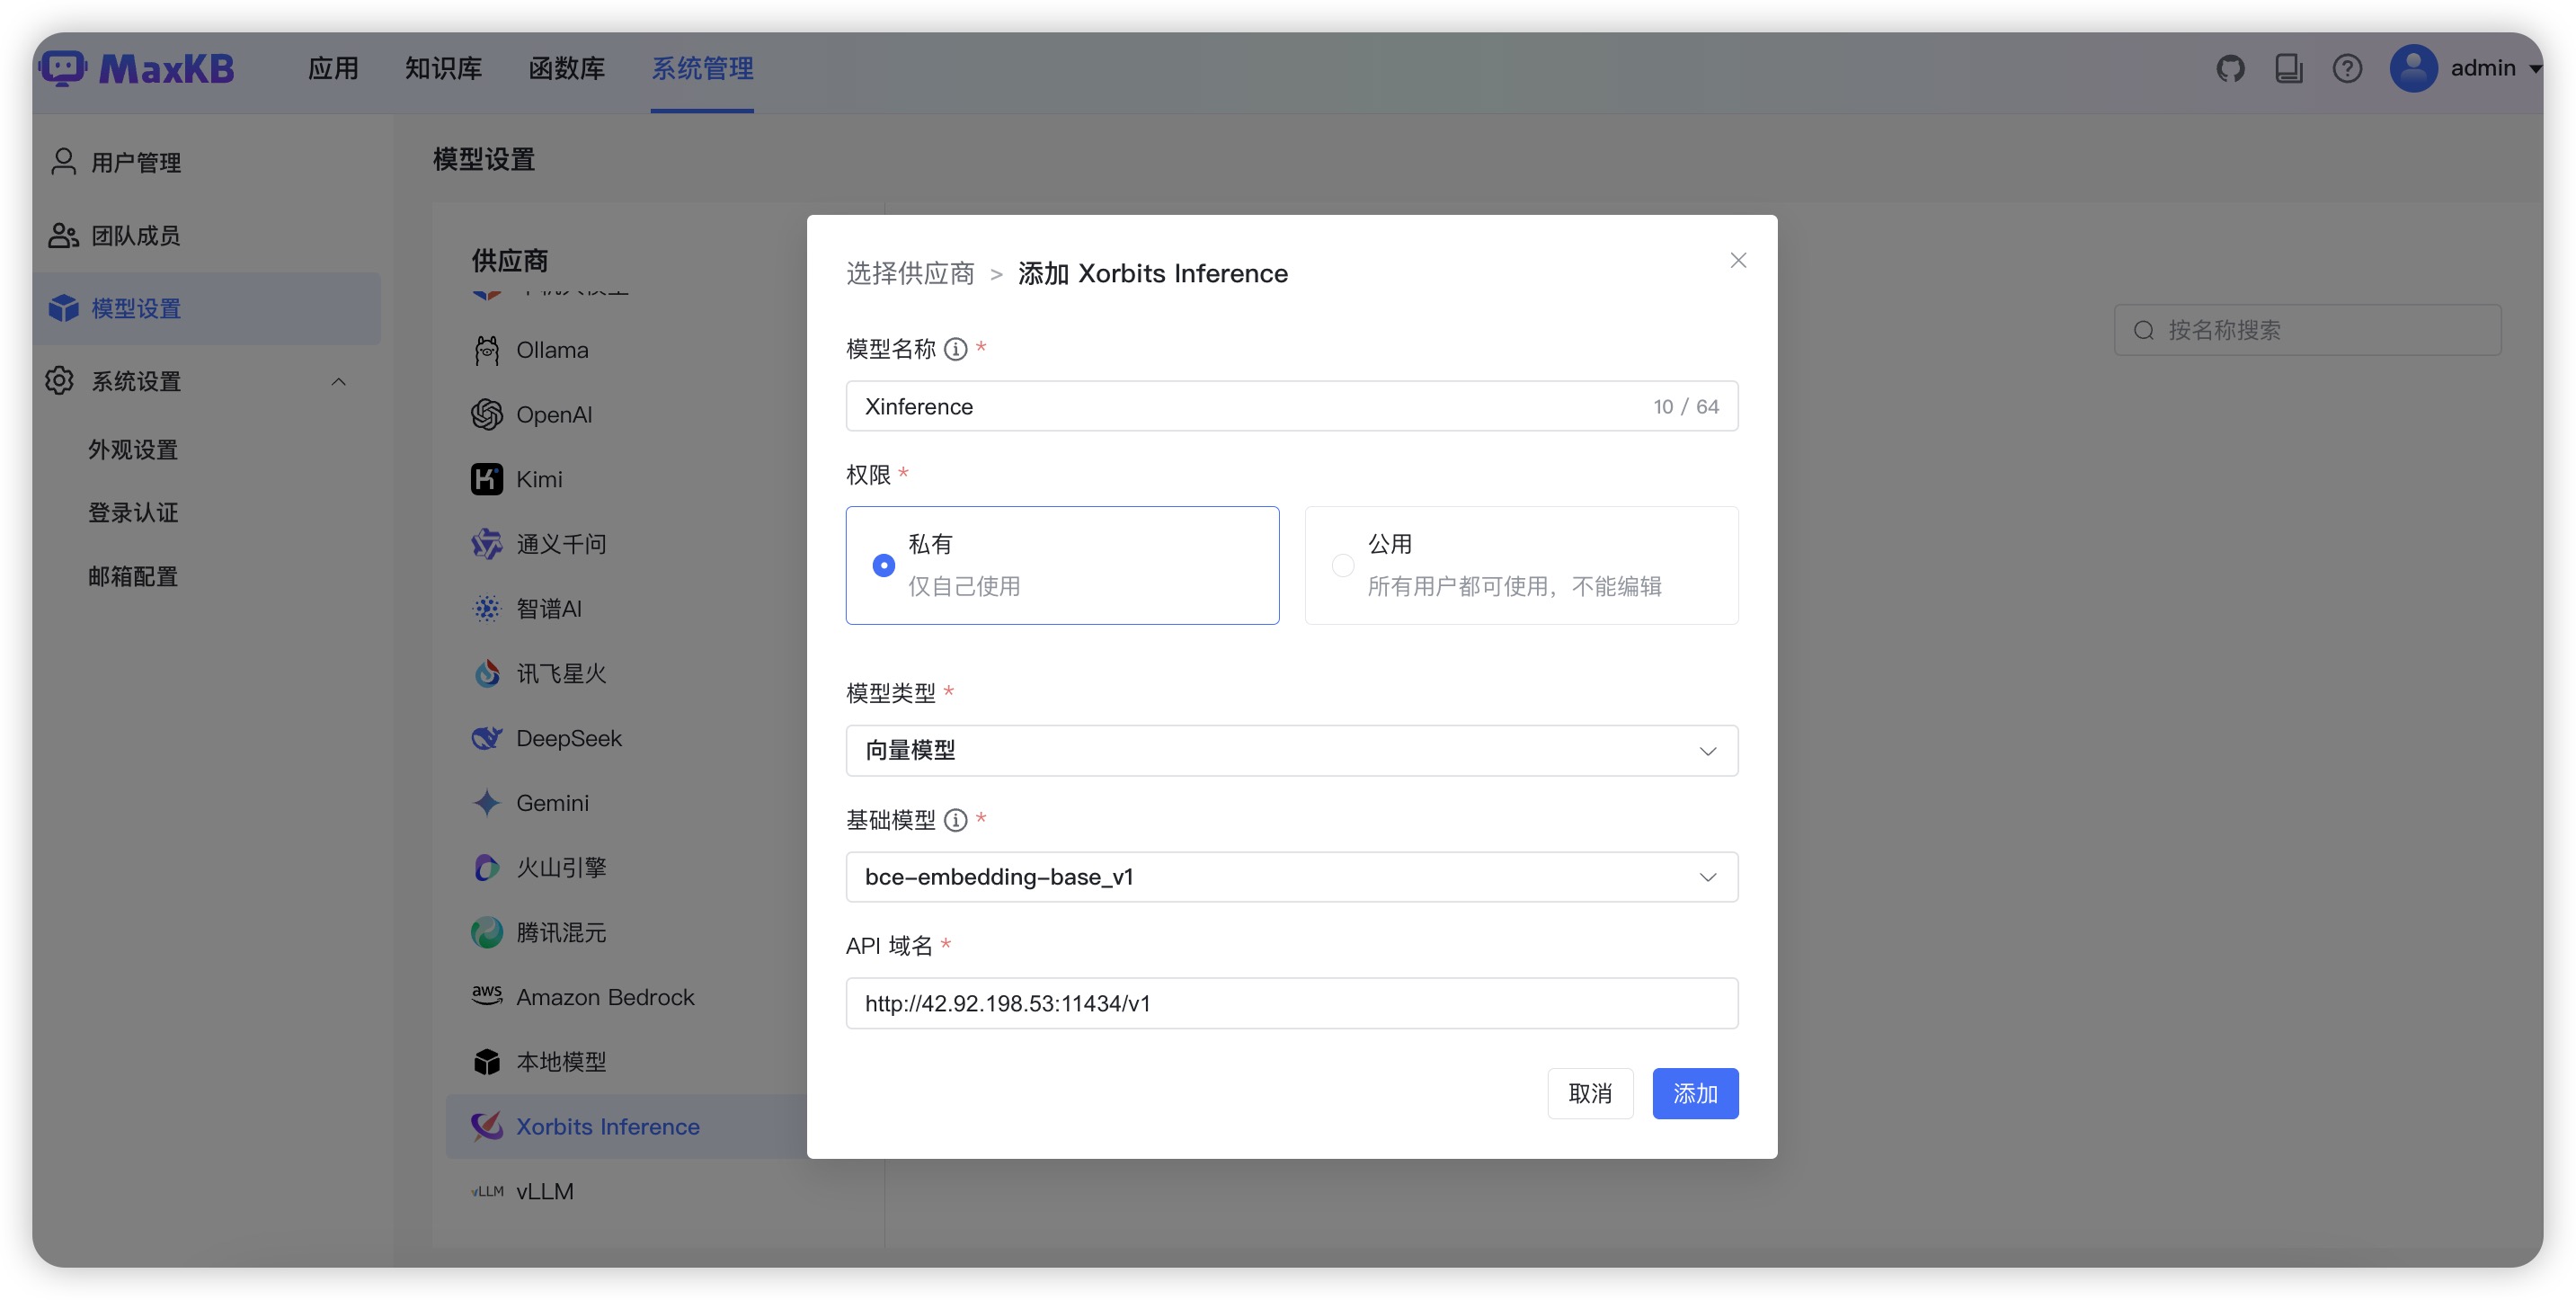 MaxKB 应用 知识库 函数库 系统管理 admin
用户管理
团队成员
模型设置
系统设置
外观设置
登录认证
邮箱配置
模型设置
供应商
Ollama
OpenAI
Kimi
通义千问
智谱AI
讯飞星火
DeepSeek
Gemini
火山引擎
腾讯混元
aws Amazon Bedrock
本地模型
Xorbits Inference
vLLM vLLM
按名称搜索
选择供应商 > 添加 Xorbits Inference
模型名称 *
Xinference 10 / 64
权限 *
私有
仅自己使用
公用
所有用户都可使用，不能编辑
模型类型 *
向量模型
基础模型 *
bce-embedding-base_v1
API 域名 *
http://42.92.198.53:11434/v1
取消 添加